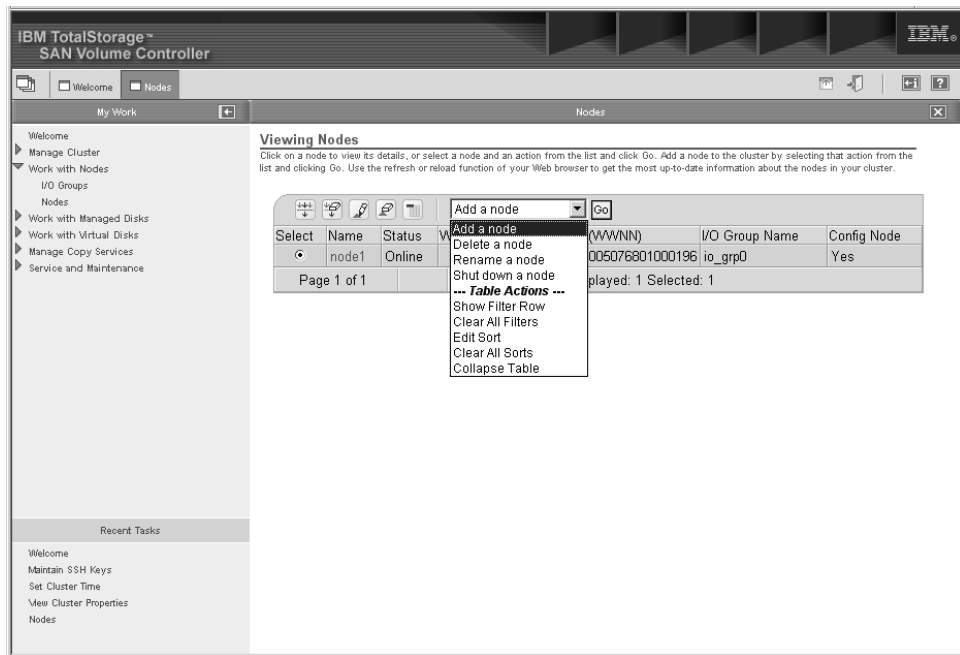 IBM TotalStorage™
SAN Volume Controller
IBM®
Welcome
Nodes
?
My Work
Nodes
Welcome
Manage Cluster
Work with Nodes
I/O Groups
Nodes
Work with Managed Disks
Work with Virtual Disks
Manage Copy Services
Service and Maintenance
Recent Tasks
Welcome
Maintain SSH Keys
Set Cluster Time
View Cluster Properties
Nodes
Viewing Nodes
Click on a node to view its details, or select a node and an action from the list and click Go. Add a node to the cluster by selecting that action from the
list and clicking Go. Use the refresh or reload function of your Web browser to get the most up-to-date information about the nodes in your cluster.
Add a node Go
Select Name Status W (WWNN) I/O Group Name Config Node
node1 Online 005076801000196 io_grp0 Yes
Page 1 of 1 played: 1 Selected: 1
Add a node
Delete a node
Rename a node
Shut down a node
--- Table Actions ---
Show Filter Row
Clear All Filters
Edit Sort
Clear All Sorts
Collapse Table